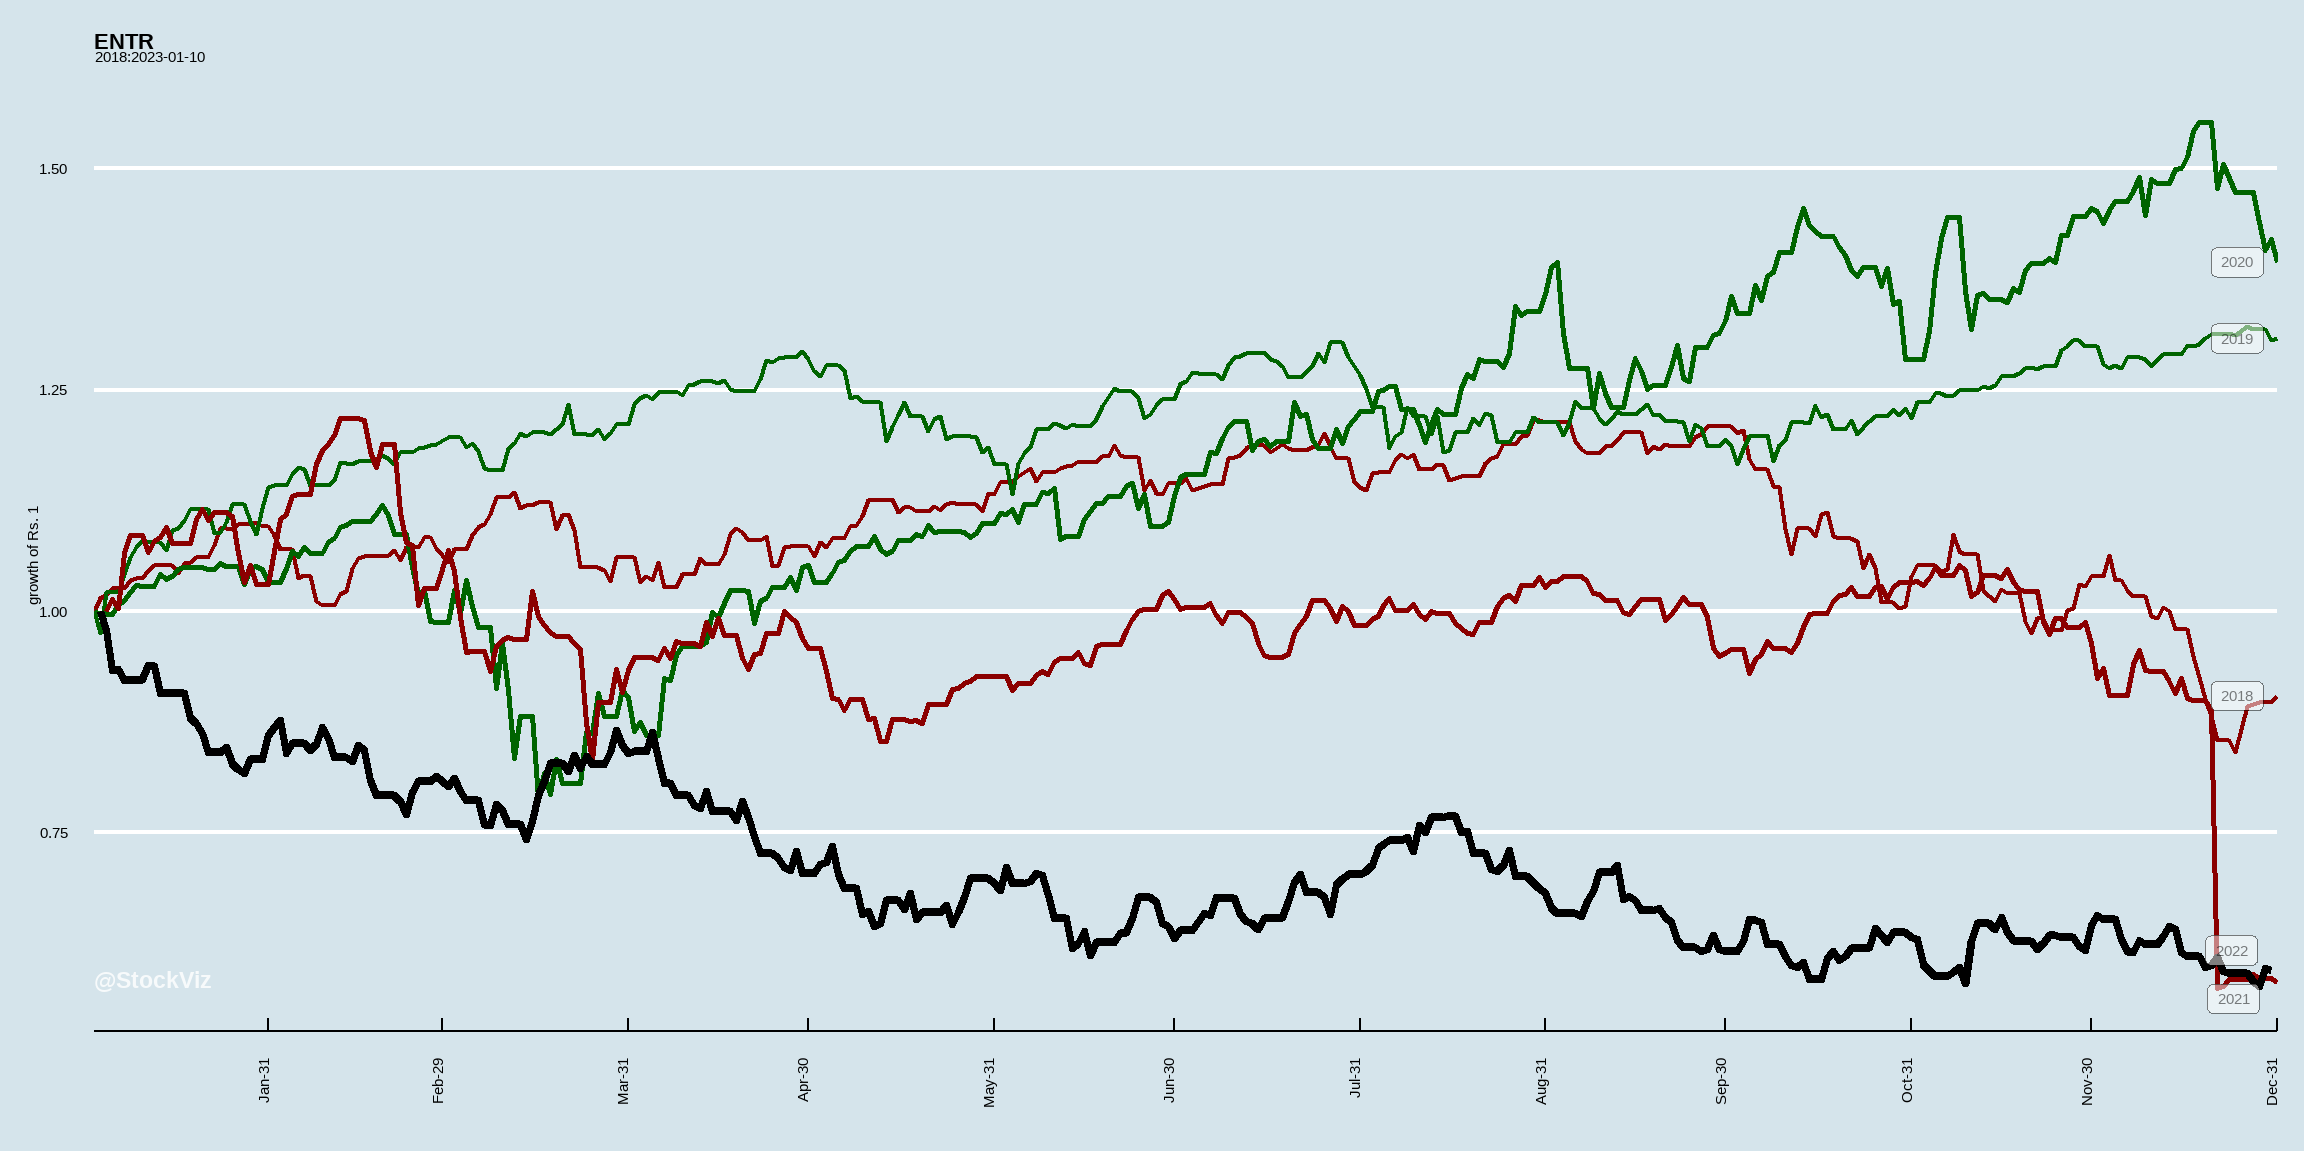 ENTR
2018:2023-01-10
growth of Rs. 1
1.50
1.25
1.00
0.75
2020
2019
2018
2022
2021
@StockViz
Jan-31
Feb-29
Mar-31
Apr-30
May-31
Jun-30
Jul-31
Aug-31
Sep-30
Oct-31
Nov-30
Dec-31